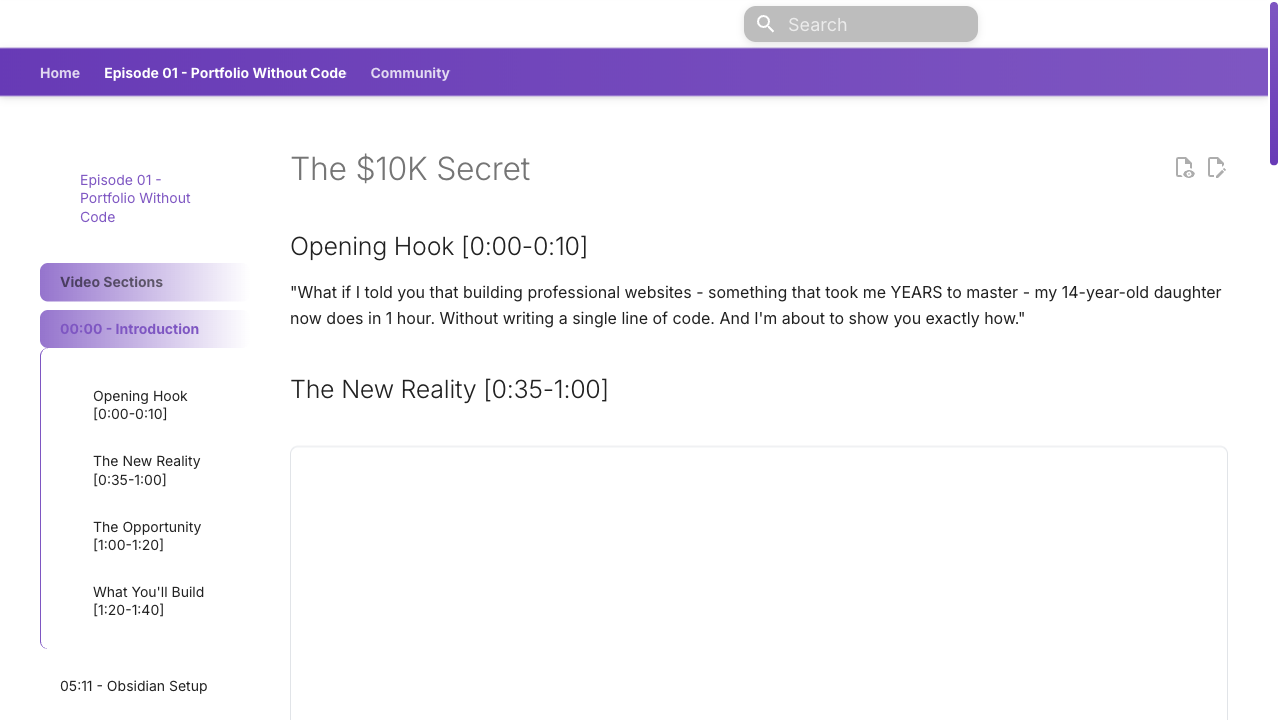 Search
Home
Episode 01 - Portfolio Without Code
Community
Episode 01 -
Portfolio Without
Code
Video Sections
00:00 - Introduction
Opening Hook
[0:00-0:10]
The New Reality
[0:35-1:00]
The Opportunity
[1:00-1:20]
What You'll Build
[1:20-1:40]
05:11 - Obsidian Setup
The $10K Secret
Opening Hook [0:00-0:10]
"What if I told you that building professional websites - something that took me YEARS to master - my 14-year-old daughter
now does in 1 hour. Without writing a single line of code. And I'm about to show you exactly how."
The New Reality [0:35-1:00]